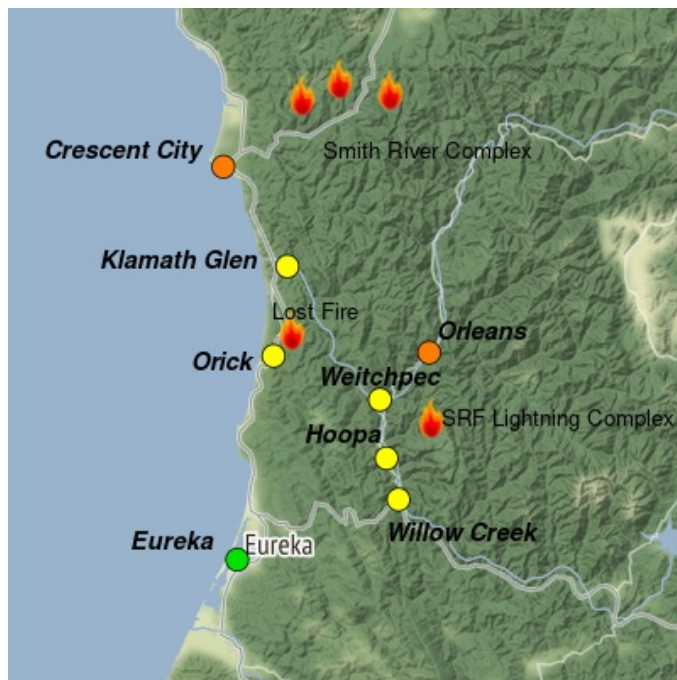 Crescent City
Smith River Complex
Klamath Glen
Lost Fire
Orleans
Orick
Weitchpec
SRF Lightning Complex
Hoopa
Willow Creek
Eureka
Eureka